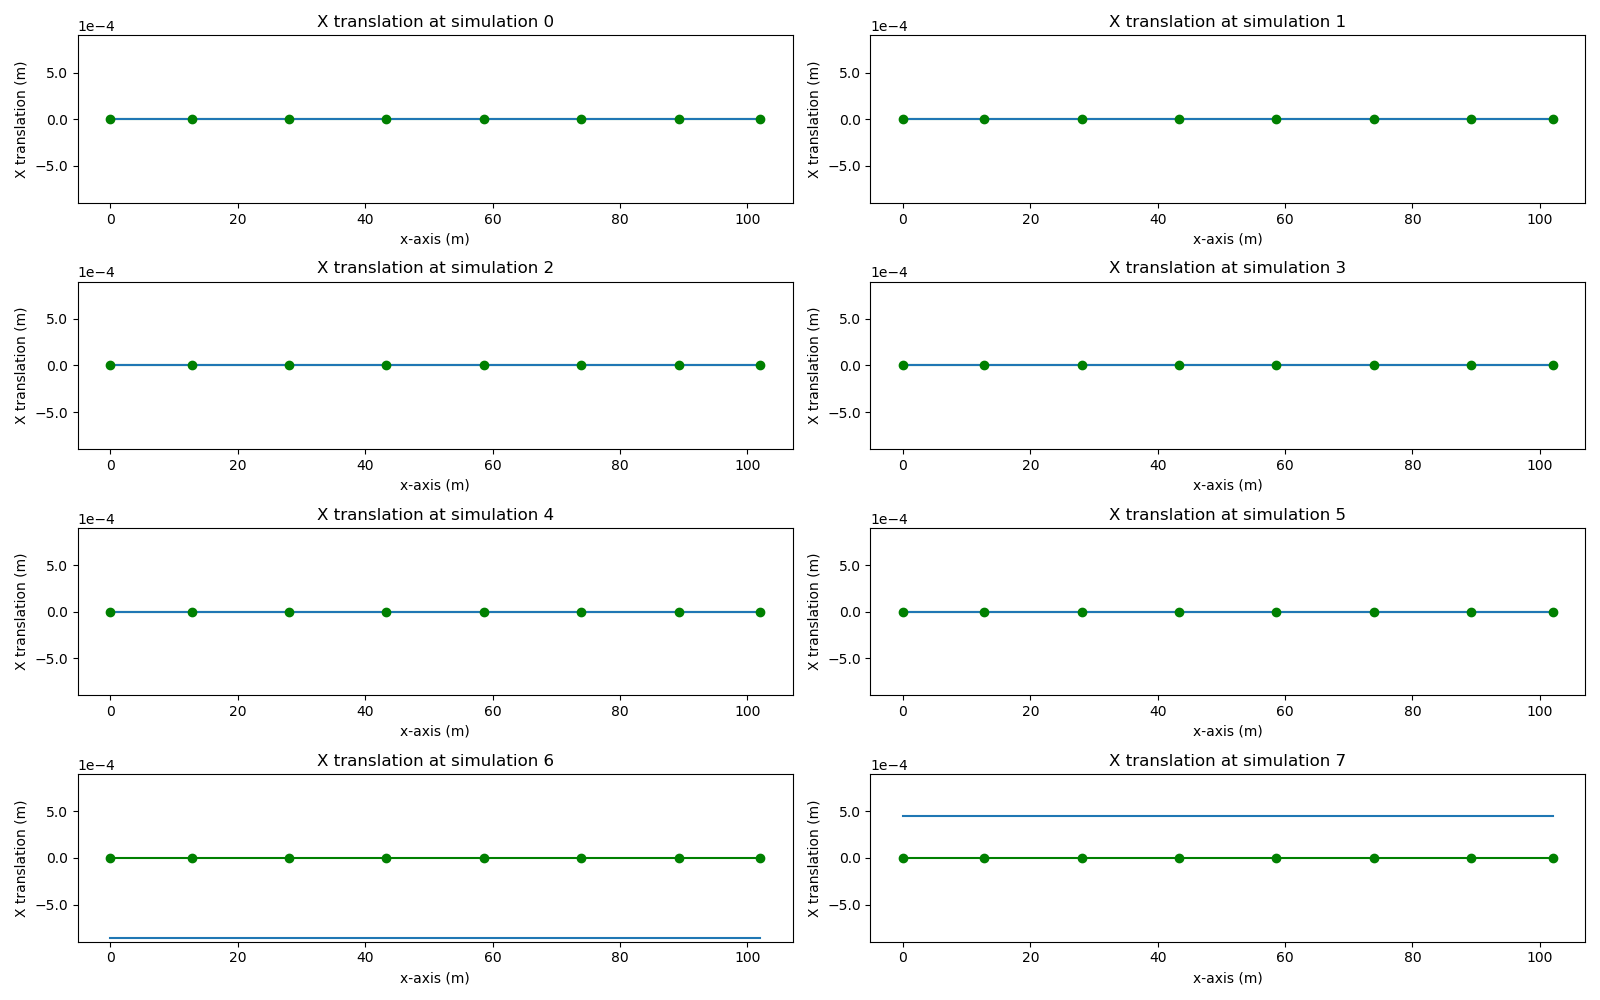 X translation at simulation 0
1e−4
X translation (m)
5.0
0.0
−5.0
0 20 40 60 80 100
x-axis (m)
X translation at simulation 1
1e−4
X translation (m)
5.0
0.0
−5.0
0 20 40 60 80 100
x-axis (m)
X translation at simulation 2
1e−4
X translation (m)
5.0
0.0
−5.0
0 20 40 60 80 100
x-axis (m)
X translation at simulation 3
1e−4
X translation (m)
5.0
0.0
−5.0
0 20 40 60 80 100
x-axis (m)
X translation at simulation 4
1e−4
X translation (m)
5.0
0.0
−5.0
0 20 40 60 80 100
x-axis (m)
X translation at simulation 5
1e−4
X translation (m)
5.0
0.0
−5.0
0 20 40 60 80 100
x-axis (m)
X translation at simulation 6
1e−4
X translation (m)
5.0
0.0
−5.0
0 20 40 60 80 100
x-axis (m)
X translation at simulation 7
1e−4
X translation (m)
5.0
0.0
−5.0
0 20 40 60 80 100
x-axis (m)